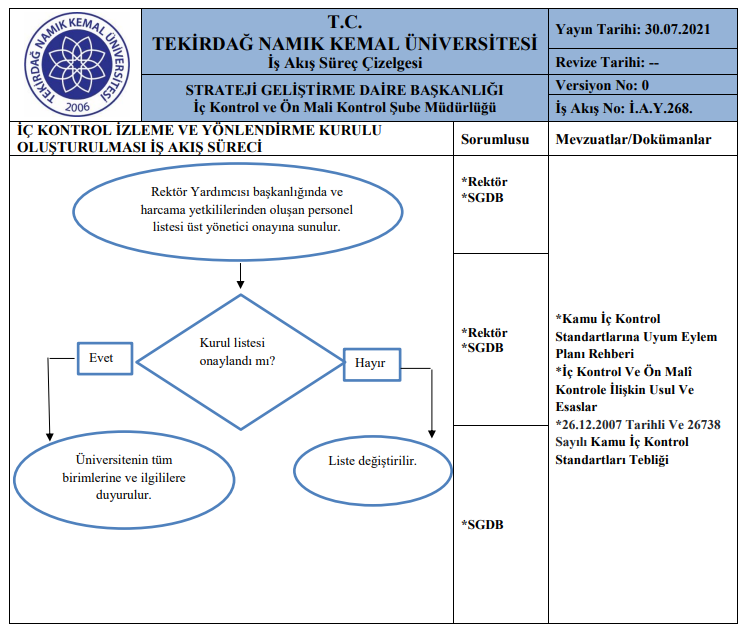 TEKİRDAĞ NAMIK KEMAL ÜNİVERSİTESİ
2006
T.C.
TEKİRDAĞ NAMIK KEMAL ÜNİVERSİTESİ
İş Akış Süreç Çizelgesi
STRATEJİ GELİŞTİRME DAİRE BAŞKANLIĞI
İç Kontrol ve Ön Mali Kontrol Şube Müdürlüğü
Yayın Tarihi: 30.07.2021
Revize Tarihi: --
Versiyon No: 0
İş Akış No: İ.A.Y.268.
İÇ KONTROL İZLEME VE YÖNLENDİRME KURULU
OLUŞTURULMASI İŞ AKIŞ SÜRECİ
Sorumlusu
Mevzuatlar/Dokümanlar
Rektör Yardımcısı başkanlığında ve
harcama yetkililerinden oluşan personel
listesi üst yönetici onayına sunulur.
*Rektör
*SGDB
Kurul listesi
onaylandı mı?
Evet
Hayır
*Rektör
*SGDB
Üniversitenin tüm
birimlerine ve ilgililere
duyurulur.
Liste değiştirilir.
*SGDB
*Kamu İç Kontrol
Standartlarına Uyum Eylem
Planı Rehberi
*İç Kontrol Ve Ön Malî
Kontrole İlişkin Usul Ve
Esaslar
*26.12.2007 Tarihli Ve 26738
Sayılı Kamu İç Kontrol
Standartları Tebliği